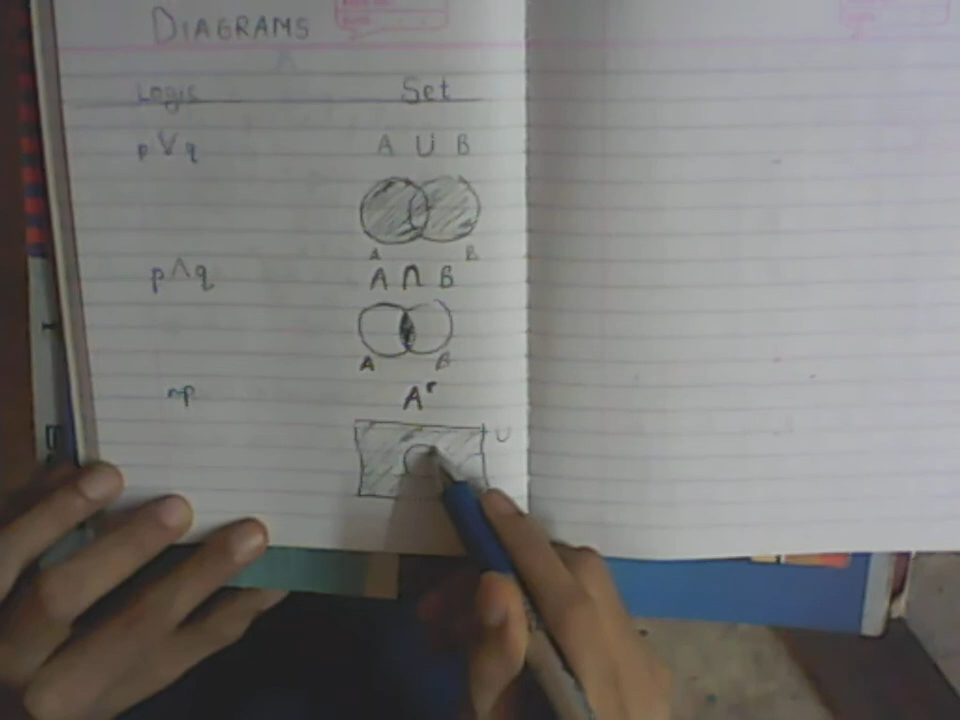 DIAGRAMS
Logic Set
p V q A U B
A B
p ∧ q A ∩ B
A B
~p A'
U